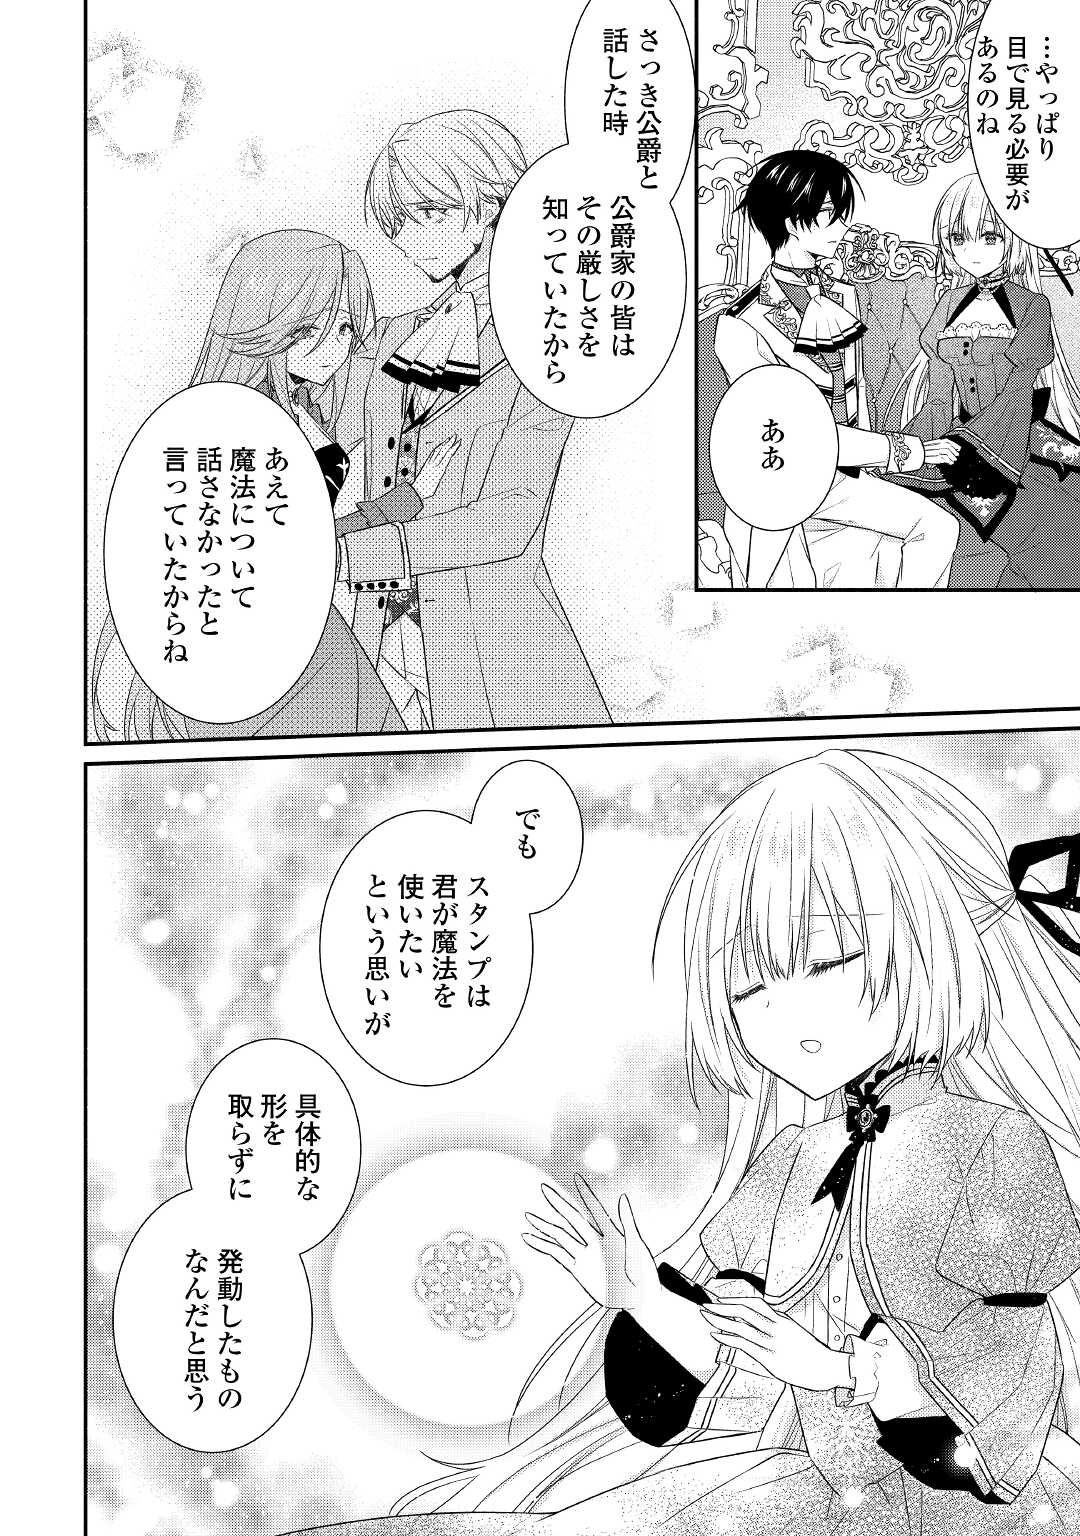 …やっぱり
目で見る必要が
あるのね
ああ
さっき公爵と
話した時
公爵家の皆は
その厳しさを
知っていたから
あえて
魔法について
話さなかったと
言っていたからね
でも
スタンプは
君が魔法を
使いたい
という思いが
具体的な
形を
取らずに
発動したもの
なんだと思う